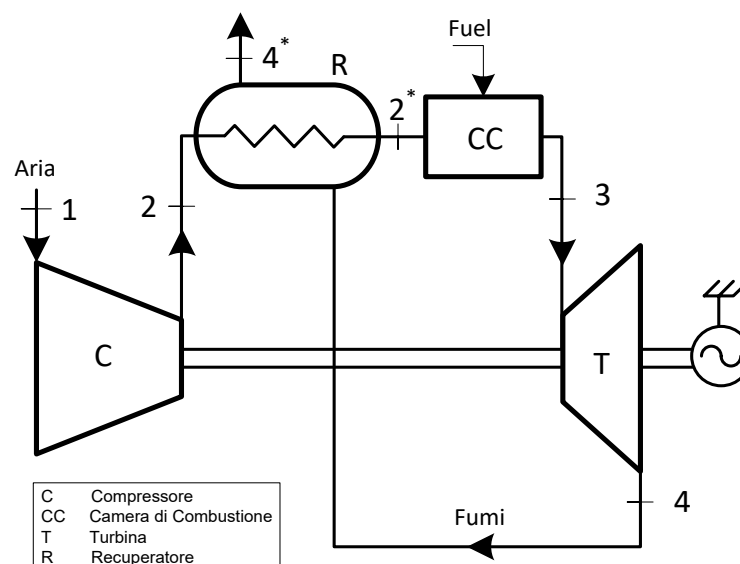 Fuel
4*
R
2*
CC
Aria
1
2
3
C
T
4
Fumi
C Compressore
CC Camera di Combustione
T Turbina
R Recuperatore